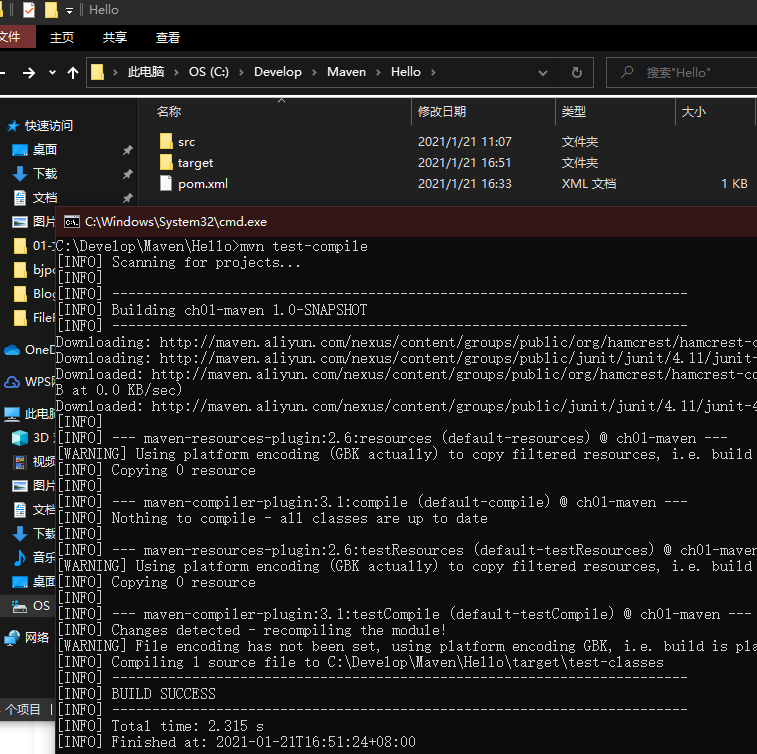 Hello
文件
主页
共享
查看
此电脑 OS (C:) Develop Maven Hello
搜索"Hello"
名称 修改日期 类型 大小
快速访问
桌面
下载
文档
图片
src 2021/1/21 11:07 文件夹
target 2021/1/21 16:51 文件夹
pom.xml 2021/1/21 16:33 XML 文档 1 KB
01-
bjpo
Blog
FileR
OneD
WPS
此电脑
3D
视频
图片
文档
下载
音乐
桌面
OS
网络
个项目
C:\Windows\System32\cmd.exe
C:\Develop\Maven\Hello>mvn test-compile
[INFO] Scanning for projects...
[INFO]
[INFO] ------------------------------------------------------------------------
[INFO] Building ch01-maven 1.0-SNAPSHOT
[INFO] ------------------------------------------------------------------------
Downloading: http://maven.aliyun.com/nexus/content/groups/public/org/hamcrest/hamcrest-c
Downloading: http://maven.aliyun.com/nexus/content/groups/public/junit/junit/4.11/junit-
Downloaded: http://maven.aliyun.com/nexus/content/groups/public/org/hamcrest/hamcrest-co
B at 0.0 KB/sec)
Downloaded: http://maven.aliyun.com/nexus/content/groups/public/junit/junit/4.11/junit-4
[INFO]
[INFO] --- maven-resources-plugin:2.6:resources (default-resources) @ ch01-maven ---
[WARNING] Using platform encoding (GBK actually) to copy filtered resources, i.e. build
[INFO] Copying 0 resource
[INFO]
[INFO] --- maven-compiler-plugin:3.1:compile (default-compile) @ ch01-maven ---
[INFO] Nothing to compile - all classes are up to date
[INFO]
[INFO] --- maven-resources-plugin:2.6:testResources (default-testResources) @ ch01-maven
[WARNING] Using platform encoding (GBK actually) to copy filtered resources, i.e. build
[INFO] Copying 0 resource
[INFO]
[INFO] --- maven-compiler-plugin:3.1:testCompile (default-testCompile) @ ch01-maven ---
[INFO] Changes detected - recompiling the module!
[WARNING] File encoding has not been set, using platform encoding GBK, i.e. build is pla
[INFO] Compiling 1 source file to C:\Develop\Maven\Hello\target\test-classes
[INFO] ------------------------------------------------------------------------
[INFO] BUILD SUCCESS
[INFO] ------------------------------------------------------------------------
[INFO] Total time: 2.315 s
[INFO] Finished at: 2021-01-21T16:51:24+08:00